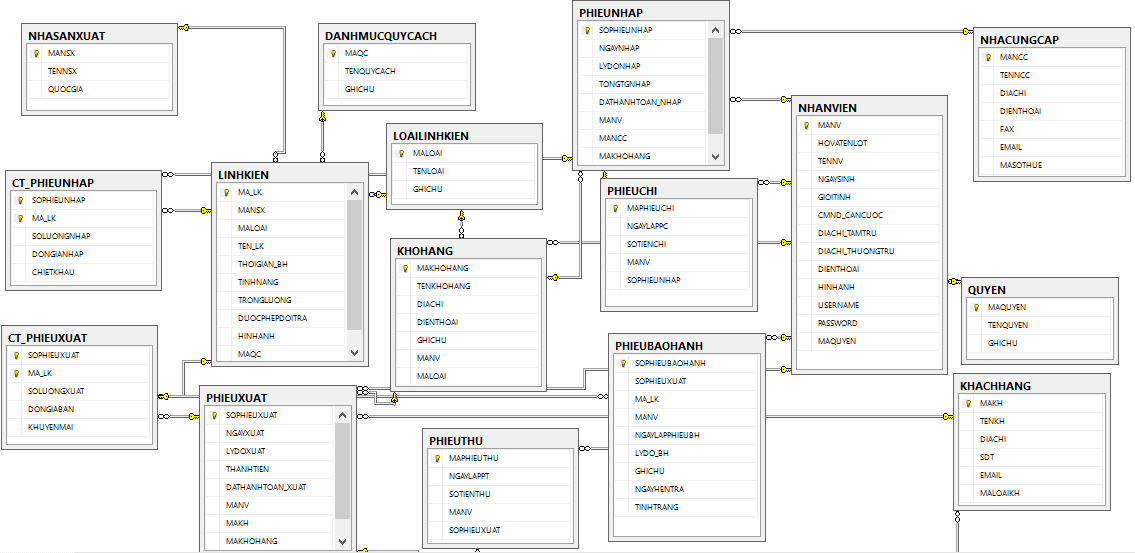 NHASANXUAT
MANSX
TENNSX
QUOCGIA
DANHMUCQUYCACH
MAQC
TENQUYCACH
GHICHU
PHIEUNHAP
SOPHIEUNHAP
NGAYNHAP
LYDONHAP
TONGTGNHAP
DATHANHTOAN_NHAP
MANV
MANCC
MAKHOHANG
NHACUNGCAP
MANCC
TENNCC
DIACHI
DIENTHOAI
FAX
EMAIL
MASOTHUE
NHANVIEN
MANV
HOVATENLOT
TENNV
NGAYSINH
GIOITINH
CMND_CANCUOC
DIACHI_TAMTRU
DIACHI_THUONGTRU
DIENTHOAI
HINHANH
USERNAME
PASSWORD
MAQUYEN
LOAILINHKIEN
MALOAI
TENLOAI
GHICHU
CT_PHIEUNHAP
SOPHIEUNHAP
MA_LK
SOLUONGNHAP
DONGIANHAP
CHIETKHAU
LINHKIEN
MA_LK
MANSX
MALOAI
TEN_LK
THOIGIAN_BH
TINHNANG
TRONGLUONG
DUOCPHEPDOITRA
HINHANH
MAQC
PHIEUCHI
MAPHIEUCHI
NGAYLAPPC
SOTIENCHI
MANV
SOPHIEUNHAP
KHOHANG
MAKHOHANG
TENKHOHANG
DIACHI
DIENTHOAI
GHICHU
MANV
MALOAI
QUYEN
MAQUYEN
TENQUYEN
GHICHU
CT_PHIEUXUAT
SOPHIEUXUAT
MA_LK
SOLUONGXUAT
DONGIABAN
KHUYENMAI
PHIEUBAOHANH
SOPHIEUBAOHANH
SOPHIEUXUAT
MA_LK
MANV
NGAYLAPPHIEUBH
LYDO_BH
GHICHU
NGAYHENTRA
TINHTRANG
KHACHHANG
MAKH
TENKH
DIACHI
SDT
EMAIL
MALOAIKH
PHIEUXUAT
SOPHIEUXUAT
NGAYXUAT
LYDOXUAT
THANHTIEN
DATHANHTOAN_XUAT
MANV
MAKH
MAKHOHANG
PHIEUTHU
MAPHIEUTHU
NGAYLAPPT
SOTIENTHU
MANV
SOPHIEUXUAT